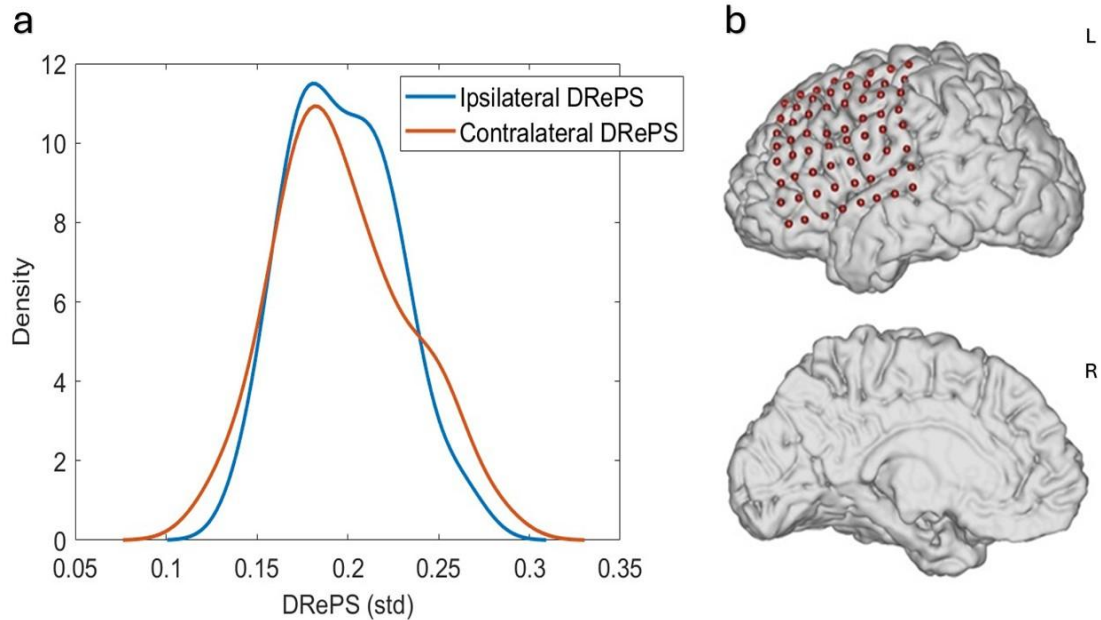 a
b
L
12
Ipsilateral DRePS
Contralateral DRePS
10
8
6
4
2
0
Density
0.05 0.1 0.15 0.2 0.25 0.3 0.35
DRePS (std)
R